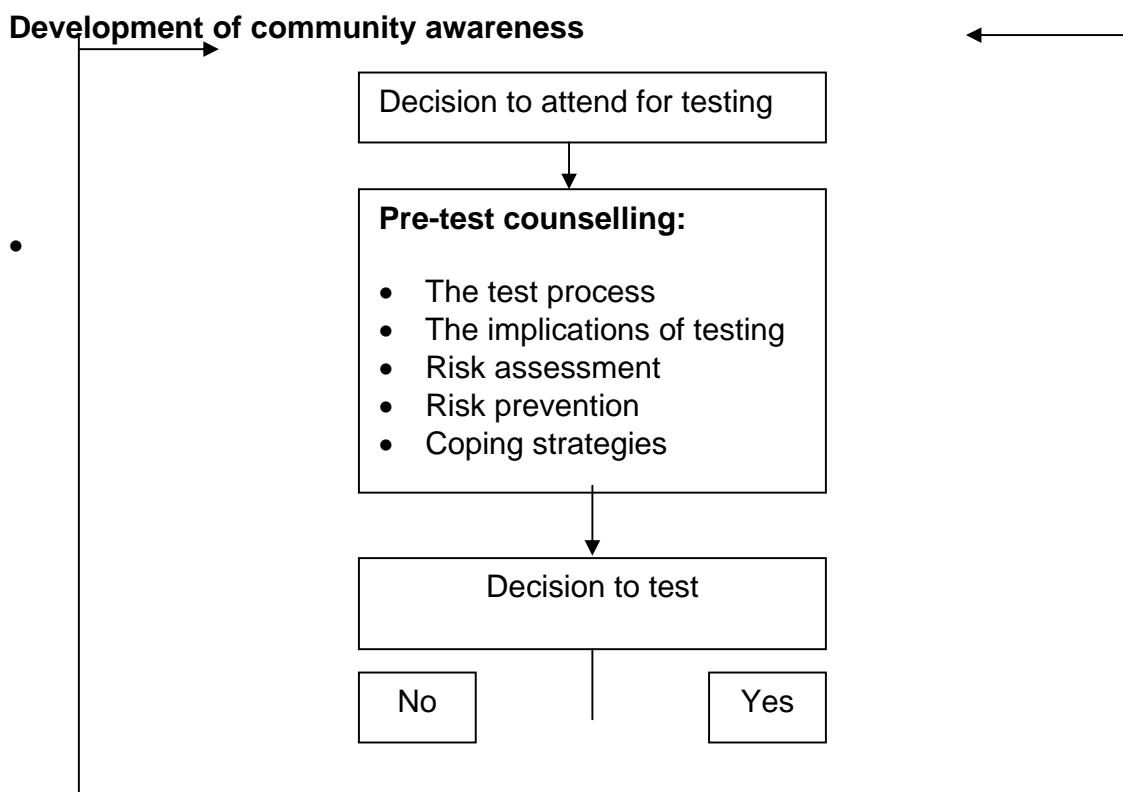 Development of community awareness
Decision to attend for testing
Pre-test counselling:
•
• The test process
• The implications of testing
• Risk assessment
• Risk prevention
• Coping strategies
Decision to test
No Yes